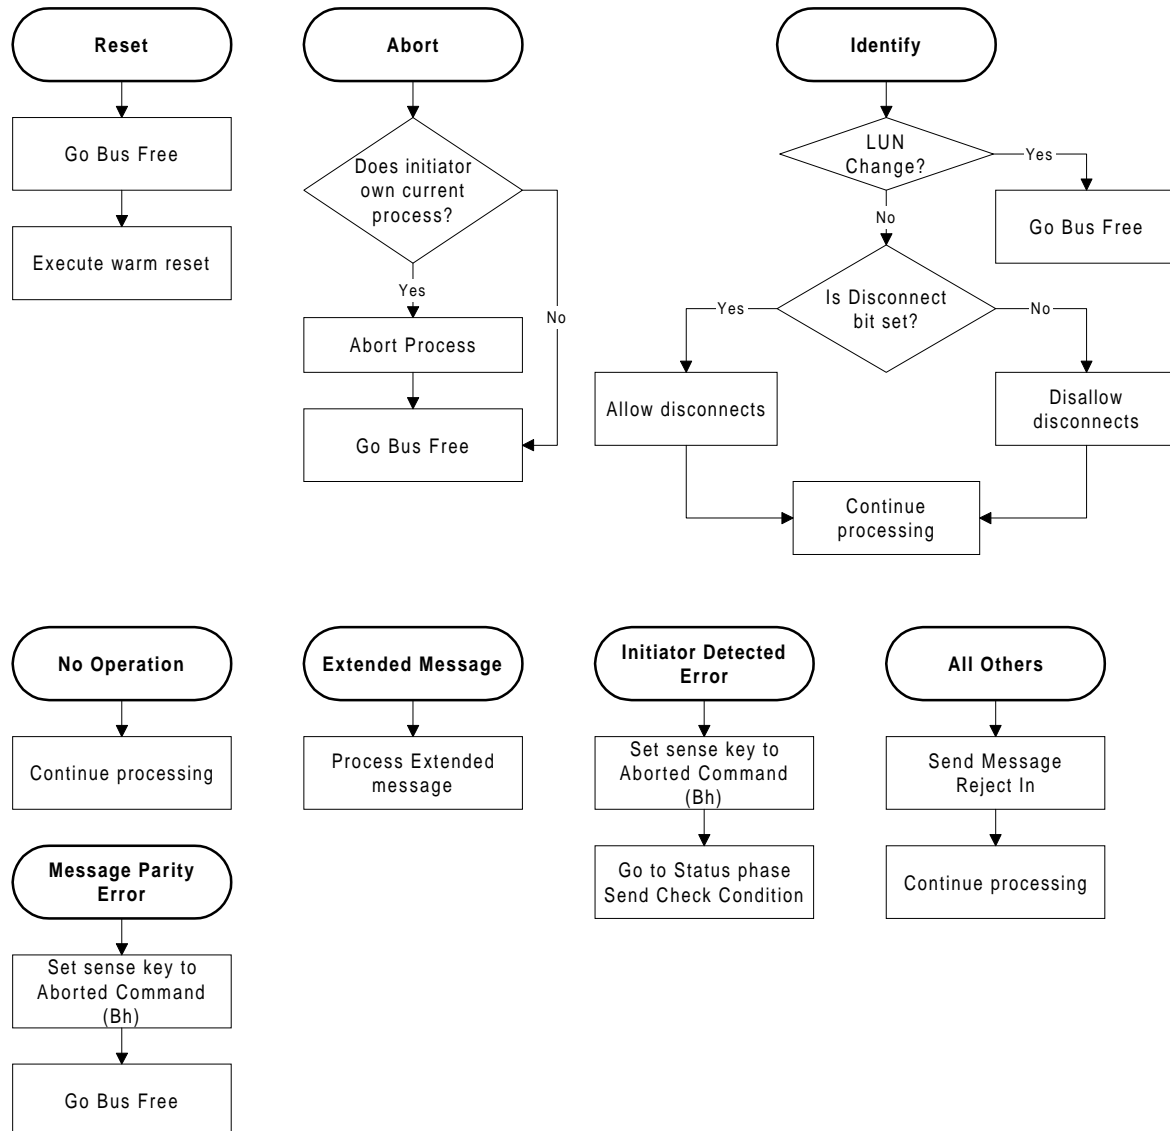 Reset
Go Bus Free
Execute warm reset
Abort
Does initiator
own current
process?
Yes
No
Abort Process
Go Bus Free
Identify
LUN
Change?
Yes
Go Bus Free
No
Is Disconnect
bit set?
Yes
No
Allow disconnects
Disallow
disconnects
Continue
processing
No Operation
Continue processing
Extended Message
Process Extended
message
Initiator Detected
Error
Set sense key to
Aborted Command
(Bh)
Go to Status phase
Send Check Condition
All Others
Send Message
Reject In
Continue processing
Message Parity
Error
Set sense key to
Aborted Command
(Bh)
Go Bus Free